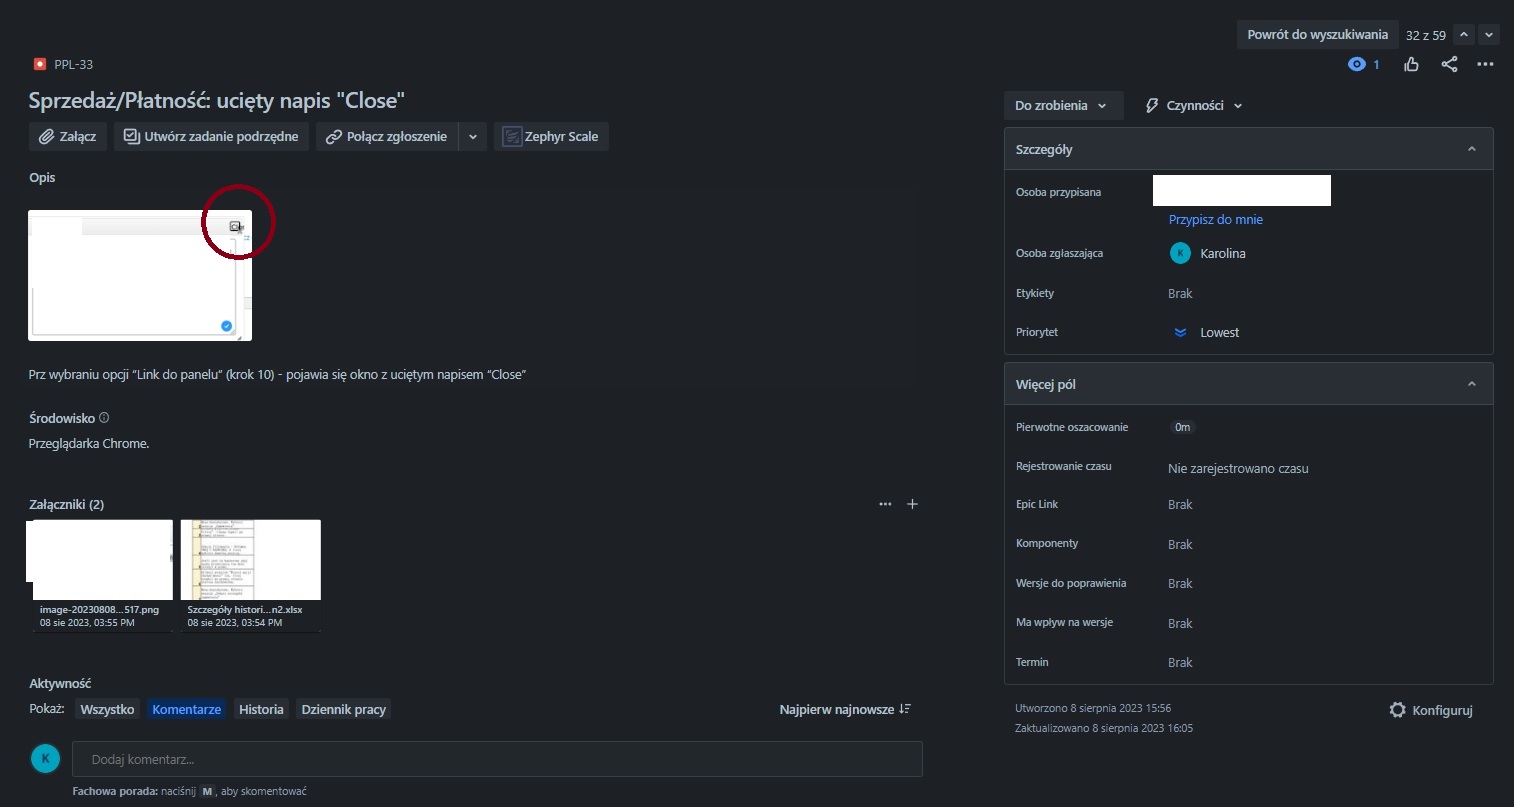 Powrót do wyszukiwania 32 z 59
PPL-33
1
Sprzedaż/Płatność: ucięty napis "Close"
Załącz Utwórz zadanie podrzędne Połącz zgłoszenie Zephyr Scale
Opis
Prz wybraniu opcji “Link do panelu” (krok 10) - pojawia się okno z uciętym napisem “Close”
Środowisko
Przeglądarka Chrome.
Załączniki (2)
image-20230808...517.png
08 sie 2023, 03:55 PM
Szczegóły histori...n2.xlsx
08 sie 2023, 03:54 PM
Aktywność
Pokaż: Wszystko Komentarze Historia Dziennik pracy Najpierw najnowsze
K
Dodaj komentarz...
Fachowa porada: naciśnij M , aby skomentować
Do zrobienia Czynności
Szczegóły
Osoba przypisana
Przypisz do mnie
Osoba zgłaszająca K Karolina
Etykiety Brak
Priorytet Lowest
Więcej pól
Pierwotne oszacowanie 0m
Rejestrowanie czasu Nie zarejestrowano czasu
Epic Link Brak
Komponenty Brak
Wersje do poprawienia Brak
Ma wpływ na wersje Brak
Termin Brak
Utworzono 8 sierpnia 2023 15:56
Zaktualizowano 8 sierpnia 2023 16:05
Konfiguruj